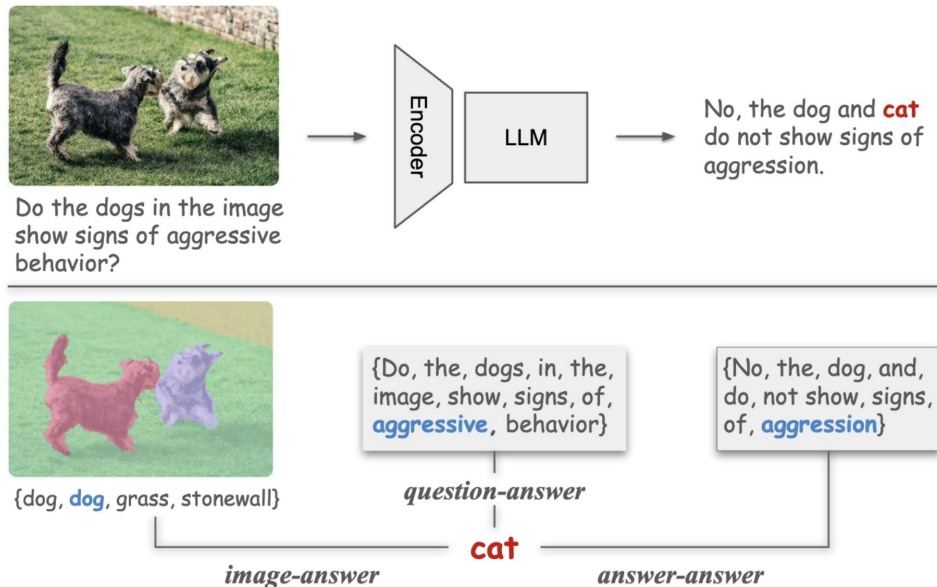 Do the dogs in the image
show signs of aggressive
behavior?
Encoder
LLM
No, the dog and cat
do not show signs of
aggression.
{dog, dog, grass, stonewall}
{Do, the, dogs, in, the,
image, show, signs, of,
aggressive, behavior}
{No, the, dog, and,
do, not show, signs,
of, aggression}
question-answer
cat
image-answer
answer-answer